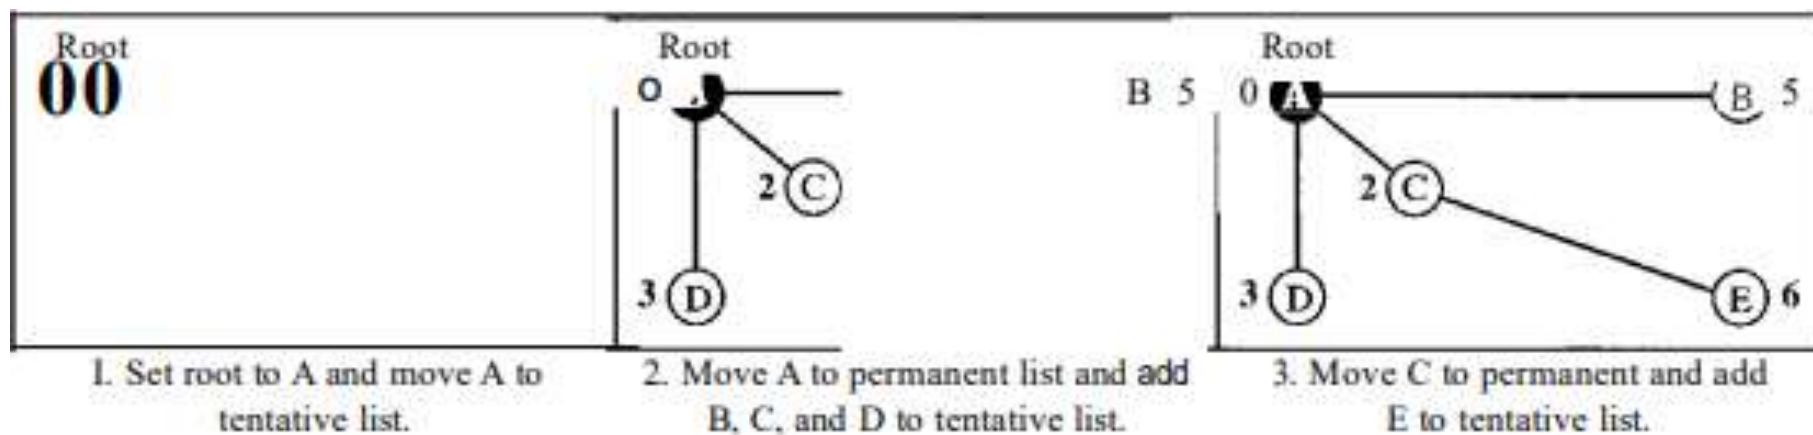 Root
00
1. Set root to A and move A to
tentative list.
Root
O
B 5
2 C
3 D
2. Move A to permanent list and add
B, C, and D to tentative list.
Root
0 A B 5
2 C
3 D E 6
3. Move C to permanent and add
E to tentative list.